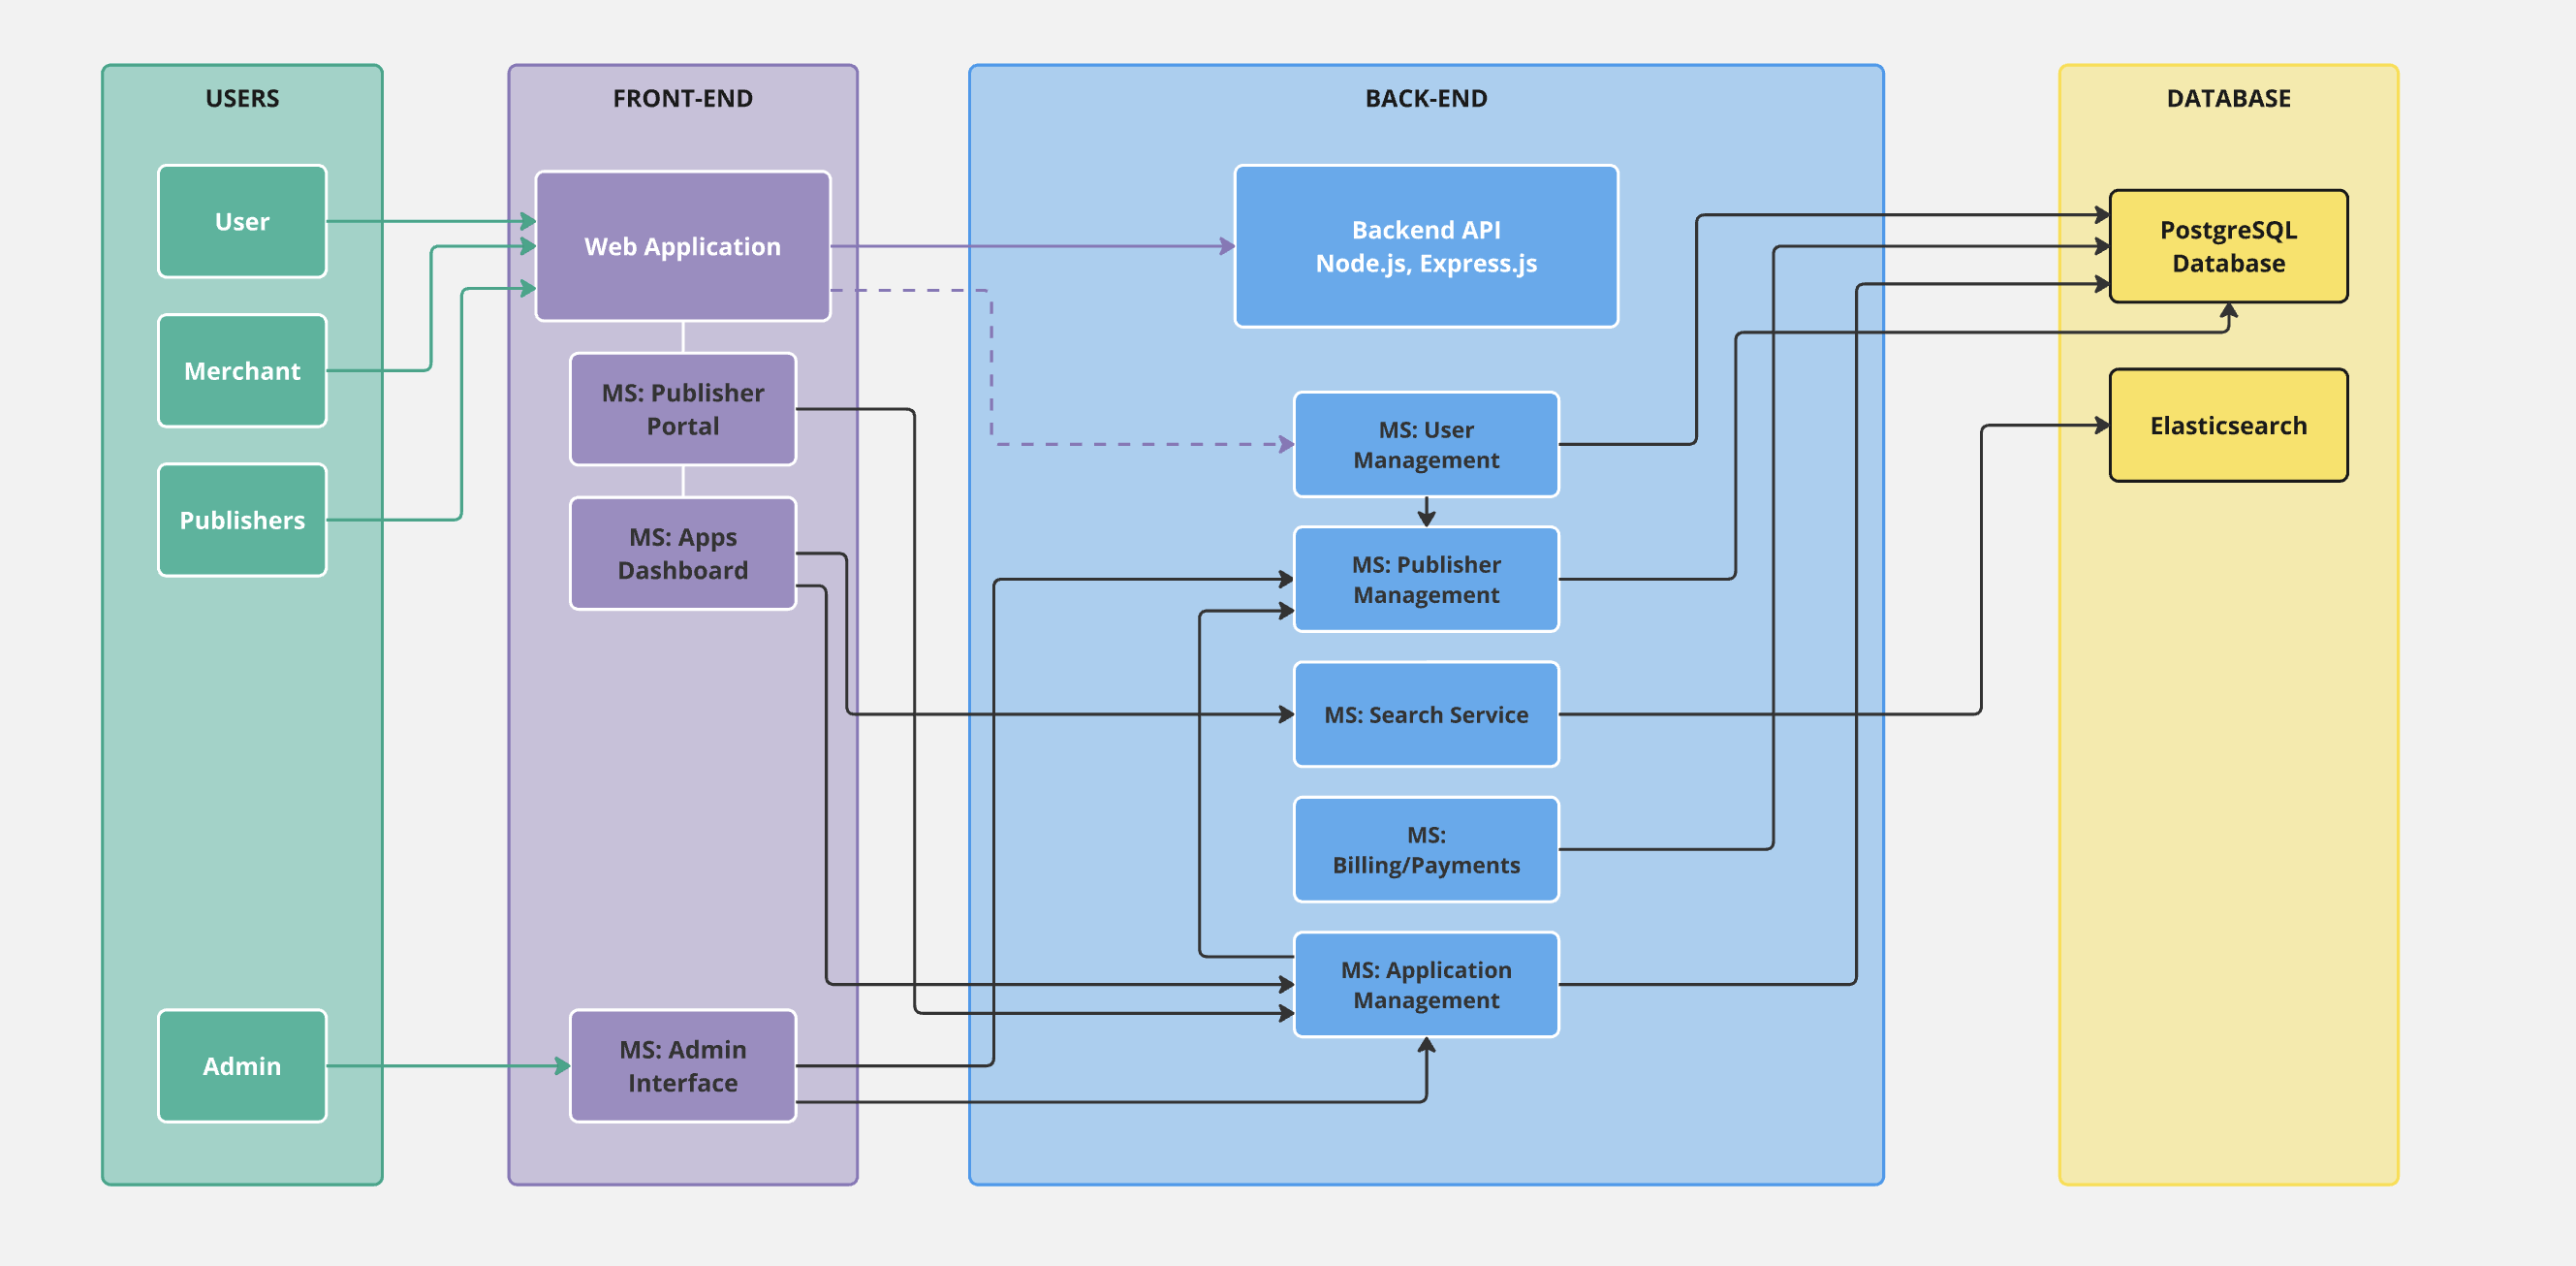 USERS
User
Merchant
Publishers
Admin
FRONT-END
Web Application
MS: Publisher
Portal
MS: Apps
Dashboard
MS: Admin
Interface
BACK-END
Backend API
Node.js, Express.js
MS: User
Management
MS: Publisher
Management
MS: Search Service
MS:
Billing/Payments
MS: Application
Management
DATABASE
PostgreSQL
Database
Elasticsearch